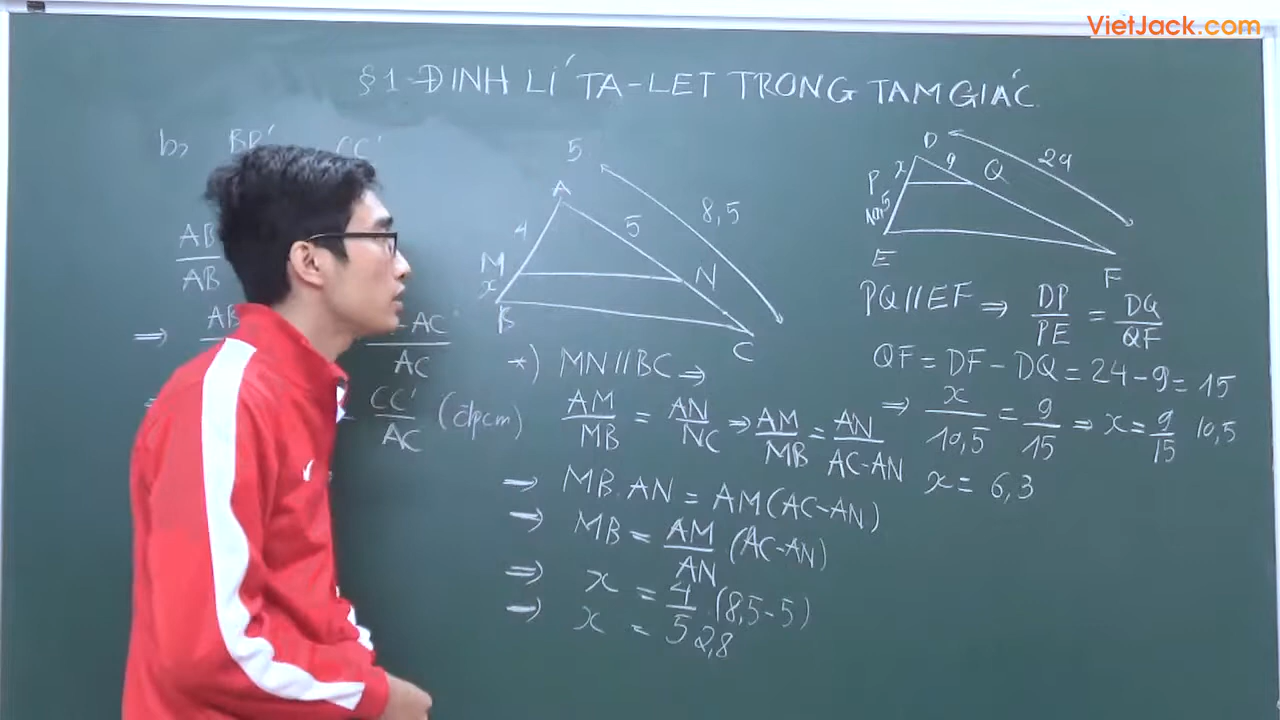 VietJack.com
§1-ĐỊNH LÍ TA-LET TRONG TAM GIÁC.
b, BB' CC'
AB
AB
⇒ AB -AC'
AC
CC' (đpcm)
AC
5
A
4 5 8,5
M N
x
B
C
*) MN//BC ⇒
AM/MB = AN/NC ⇒ AM/MB = AN/AC-AN
⇒ MB.AN = AM(AC-AN)
⇒ MB = AM/AN (AC-AN)
⇒ x = 4/5 (8,5-5)
⇒ x = 2,8
D
x 9 Q 24
P
10,5
E
F
PQ//EF ⇒ DP/PE = DQ/QF
QF = DF - DQ = 24-9 = 15
⇒ x/10,5 = 9/15 ⇒ x = 9/15 10,5
x = 6,3